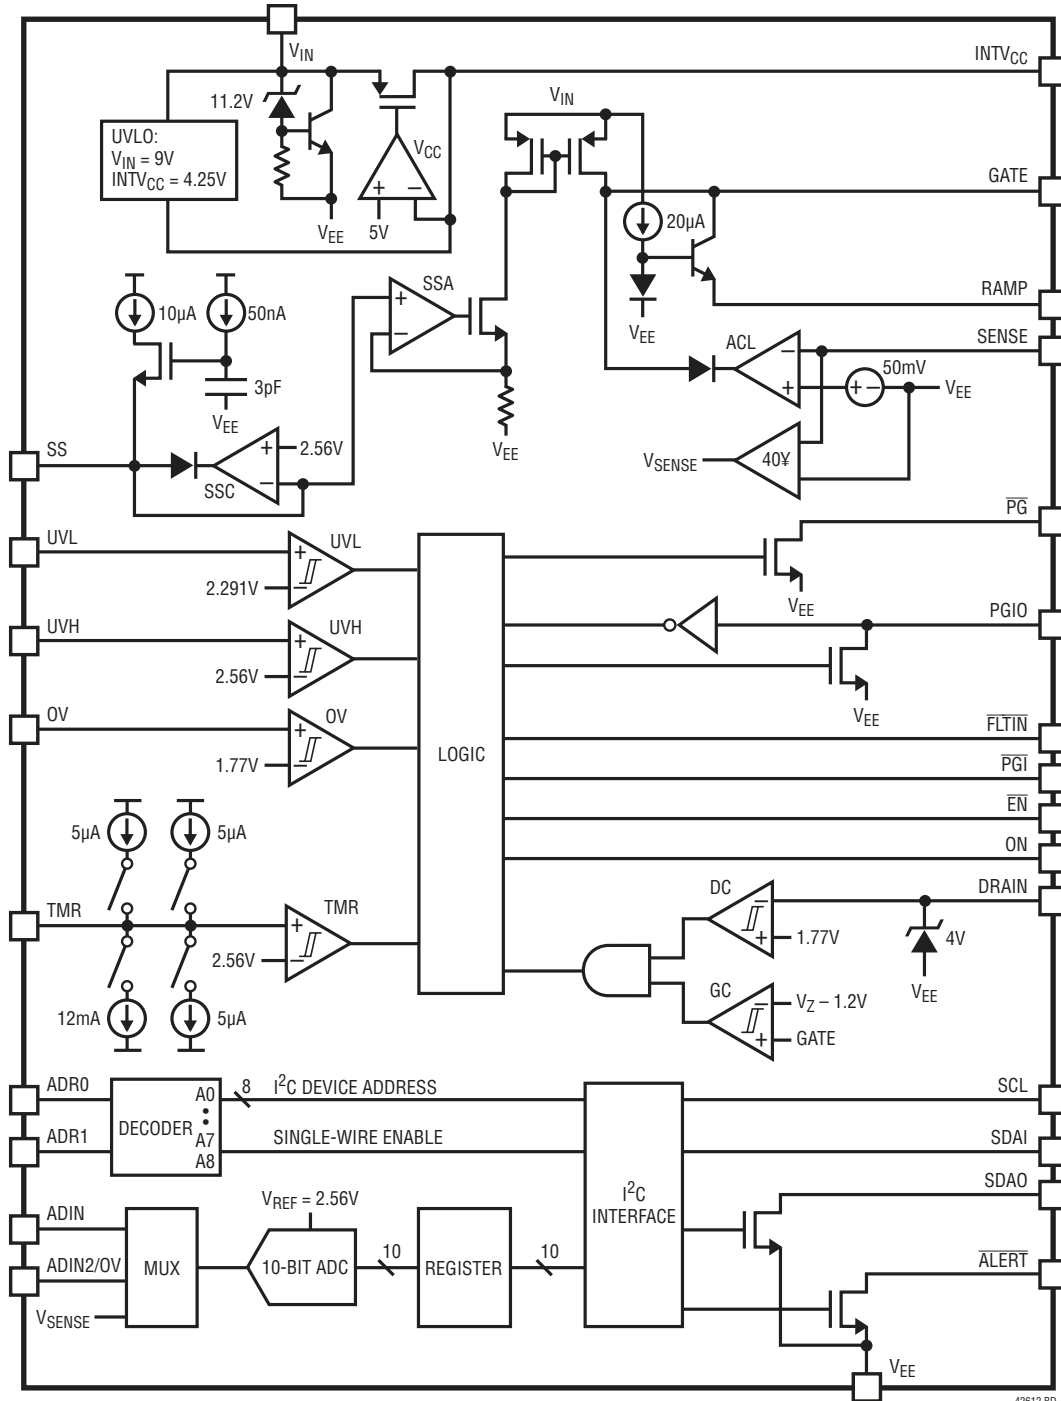 VIN
INTVCC
11.2V
VIN
UVLO:
VIN = 9V
INTVCC = 4.25V
VCC
+
−
5V
VEE
GATE
20µA
RAMP
SSA
+
−
VEE
10µA
50nA
3pF
VEE
ACL
−
+
SENSE
50mV
+ −
VEE
VEE
SS
+
−
2.56V
SSC
VSENSE
40¥
PG
UVL
+
−
UVL
2.291V
VEE
UVH
+
−
UVH
2.56V
PGIO
VEE
OV
+
−
OV
1.77V
LOGIC
FLTIN
PGI
EN
ON
5µA
5µA
DC
−
+
DRAIN
TMR
TMR
+
−
2.56V
1.77V
4V
VEE
12mA
5µA
GC
−
+
VZ – 1.2V
GATE
ADR0
A0
8
I2C DEVICE ADDRESS
SCL
DECODER
ADR1
A7
A8
SINGLE-WIRE ENABLE
SDAI
VREF = 2.56V
I2C
INTERFACE
SDAO
ADIN
ADIN2/OV
MUX
10-BIT ADC
10
REGISTER
10
ALERT
VSENSE
VEE
42612 BD